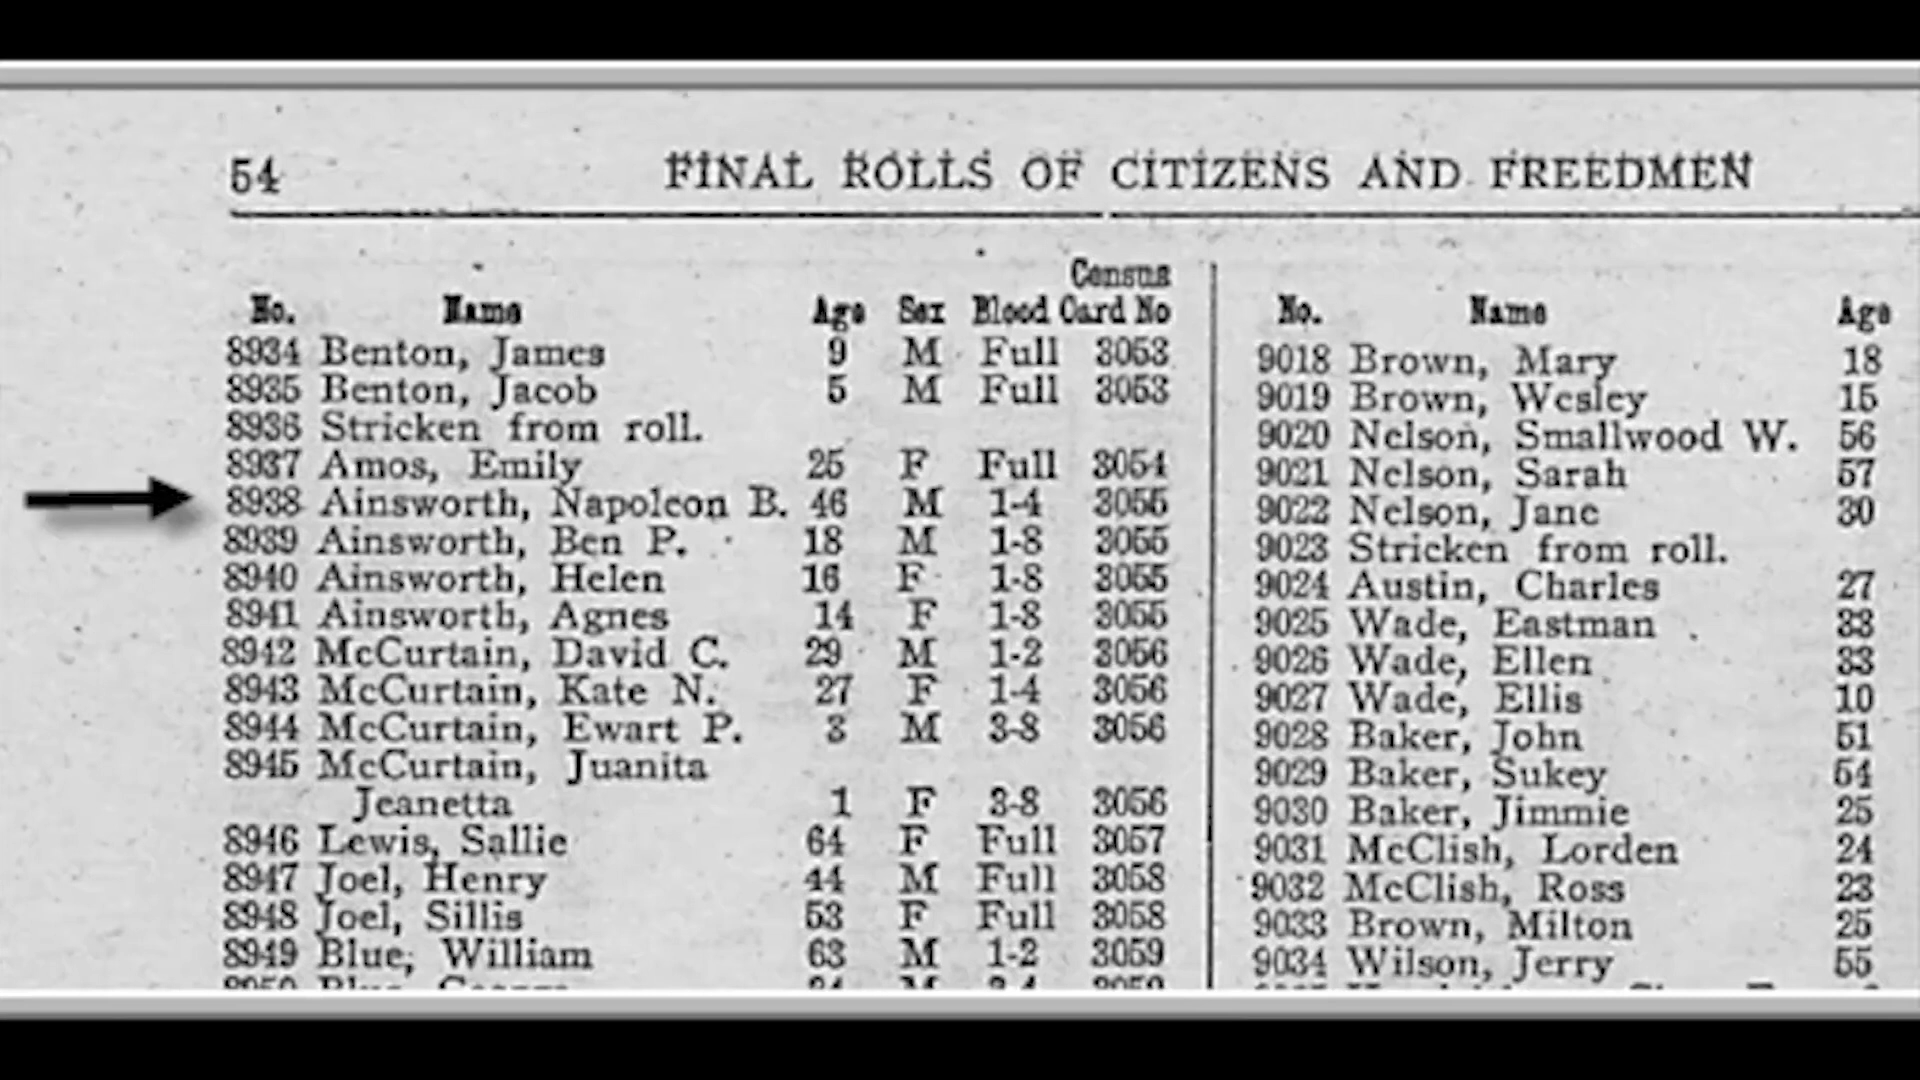 54 FINAL ROLLS OF CITIZENS AND FREEDMEN
Census
No. Name Age Sex Blood Card No
8934 Benton, James 9 M Full 3053
8935 Benton, Jacob 5 M Full 3053
8936 Stricken from roll.
8937 Amos, Emily 25 F Full 3054
8938 Ainsworth, Napoleon B. 46 M 1-4 3055
8939 Ainsworth, Ben P. 18 M 1-8 3055
8940 Ainsworth, Helen 16 F 1-8 3055
8941 Ainsworth, Agnes 14 F 1-8 3055
8942 McCurtain, David C. 29 M 1-2 3056
8943 McCurtain, Kate N. 27 F 1-4 3056
8944 McCurtain, Ewart P. 3 M 3-8 3056
8945 McCurtain, Juanita
Jeanetta 1 F 3-8 3056
8946 Lewis, Sallie 64 F Full 3057
8947 Joel, Henry 44 M Full 3058
8948 Joel, Sillis 53 F Full 3058
8949 Blue, William 63 M 1-2 3059
No. Name Age
9018 Brown, Mary 18
9019 Brown, Wesley 15
9020 Nelson, Smallwood W. 56
9021 Nelson, Sarah 57
9022 Nelson, Jane 30
9023 Stricken from roll.
9024 Austin, Charles 27
9025 Wade, Eastman 33
9026 Wade, Ellen 33
9027 Wade, Ellis 10
9028 Baker, John 51
9029 Baker, Sukey 54
9030 Baker, Jimmie 25
9031 McClish, Lorden 24
9032 McClish, Ross 23
9033 Brown, Milton 25
9034 Wilson, Jerry 55